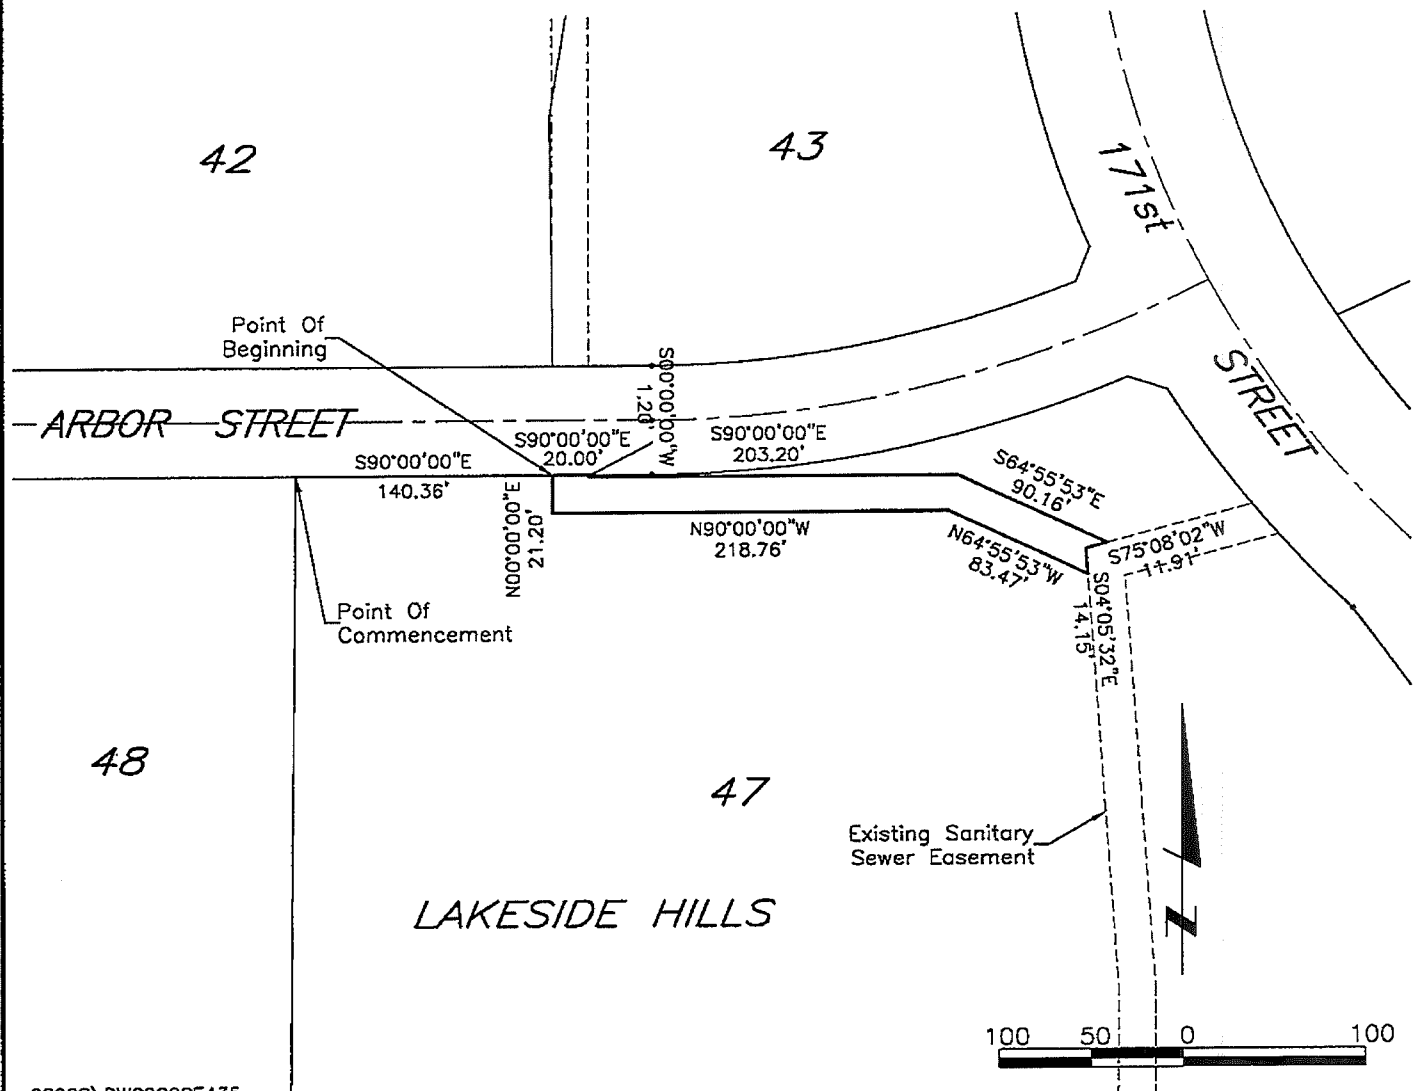 42
43
171st
STREET
Point Of
Beginning
ARBOR STREET
S00°00'00"W
1.20'
S90°00'00"E
20.00'
S90°00'00"E
203.20'
S90°00'00"E
140.36'
S64°55'53"E
90.16'
N00°00'00"E
21.20'
N90°00'00"W
218.76'
N64°55'53"W
83.47'
S75°08'02"W
11.91'
S04°05'32"E
14.15'
Point Of
Commencement
48
47
Existing Sanitary
Sewer Easement
LAKESIDE HILLS
N
100 50 0 100